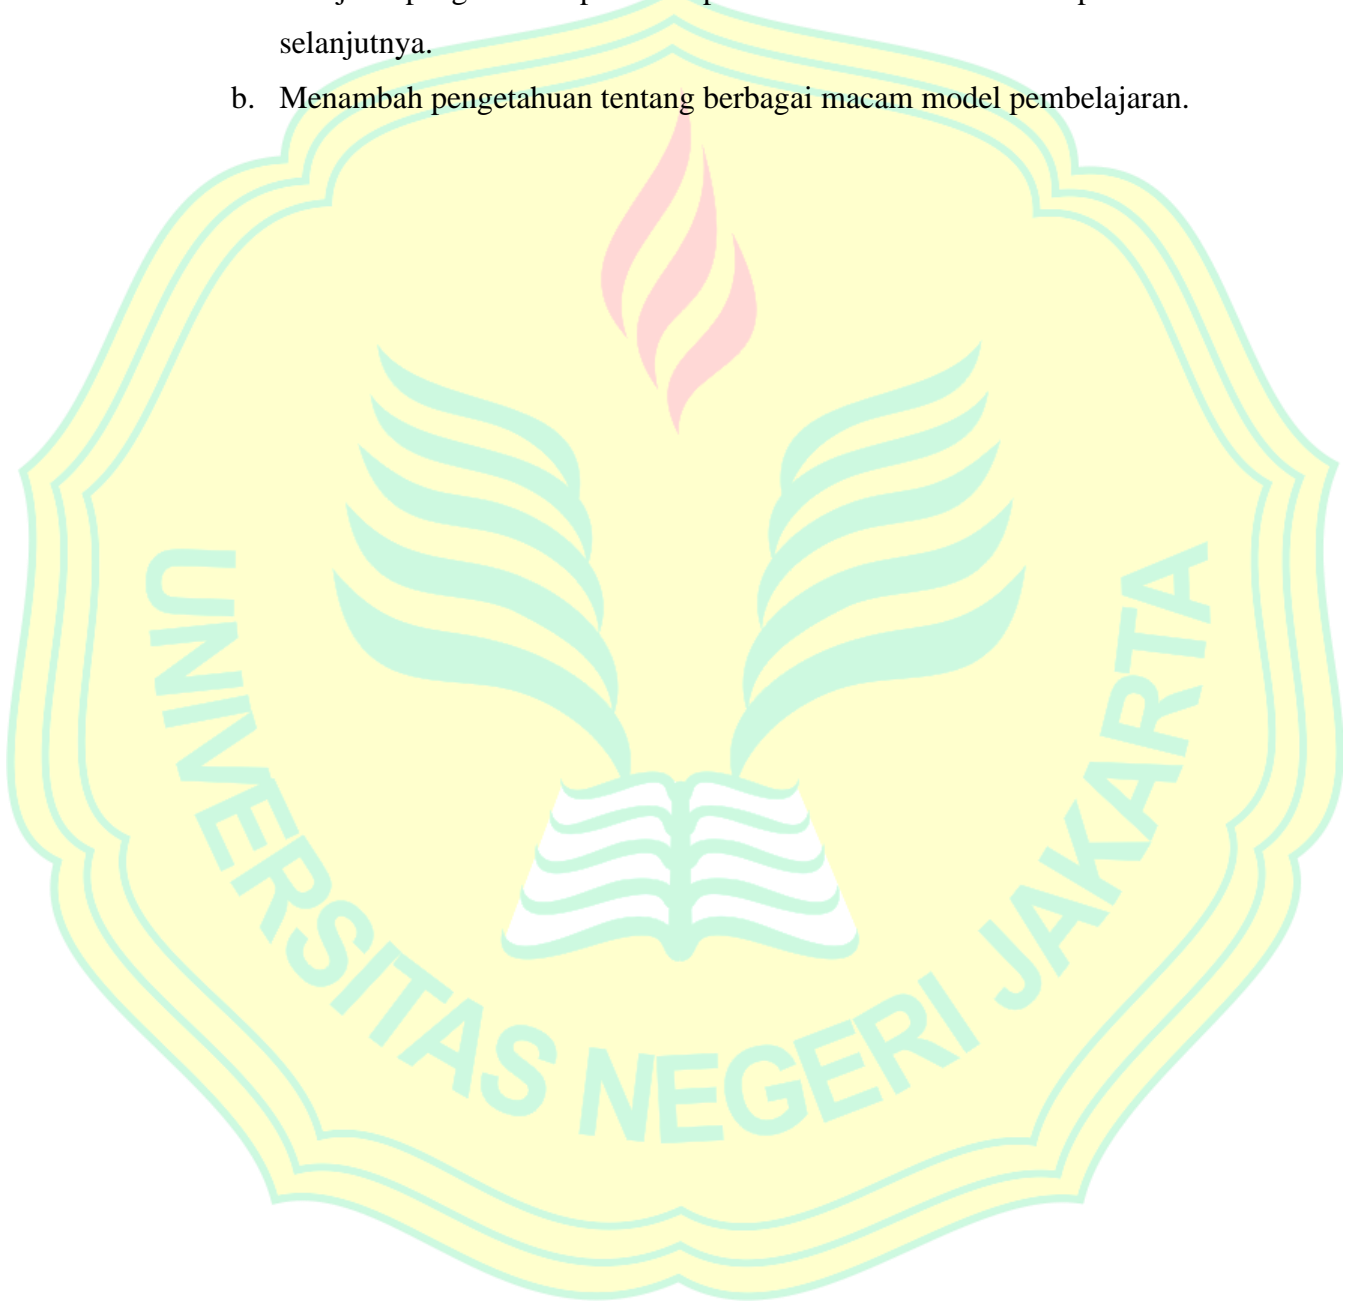 selanjutnya.
b. Menambah pengetahuan tentang berbagai macam model pembelajaran.
UNIVERSITAS NEGERI JAKARTA